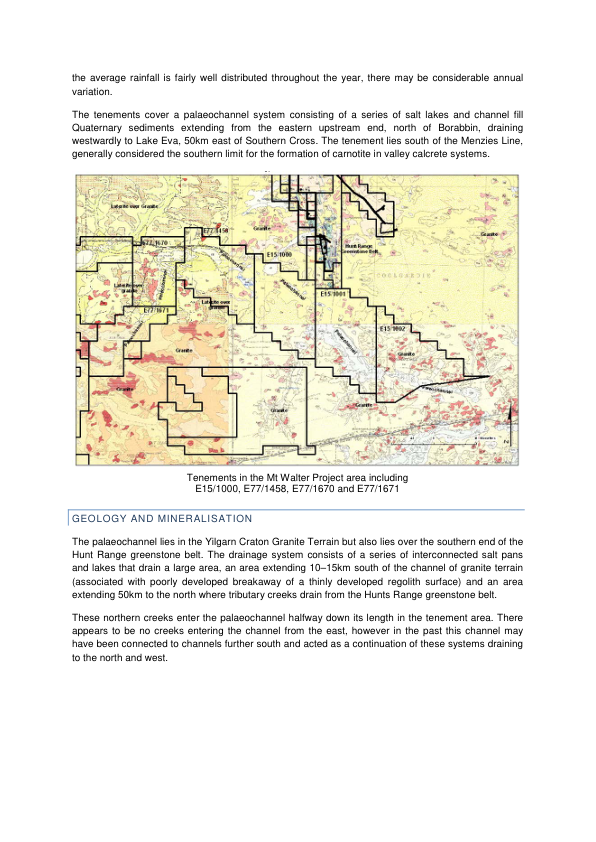 the average rainfall is fairly well distributed throughout the year, there may be considerable annual
variation.
The tenements cover a palaeochannel system consisting of a series of salt lakes and channel fill
Quaternary sediments extending from the eastern upstream end, north of Borabbin, draining
westwardly to Lake Eva, 50km east of Southern Cross. The tenement lies south of the Menzies Line,
generally considered the southern limit for the formation of carnotite in valley calcrete systems.
Laterite over Granite
E77/1458
Granite
Granite
E77/1670
Hunt Range
Greenstone Belt
E15/1000
Palaeochannel
Laterite over
granite
Palaeochannel
Palaeochannel
E15/1001
Laterite over
granite
E77/1671
E15/1002
Palaeochannel
Palaeochannel
Granite
Granite
Granite
Palaeochannel
Granite
Granite
Tenements in the Mt Walter Project area including
E15/1000, E77/1458, E77/1670 and E77/1671
GEOLOGY AND MINERALISATION
The palaeochannel lies in the Yilgarn Craton Granite Terrain but also lies over the southern end of the
Hunt Range greenstone belt. The drainage system consists of a series of interconnected salt pans
and lakes that drain a large area, an area extending 10–15km south of the channel of granite terrain
(associated with poorly developed breakaway of a thinly developed regolith surface) and an area
extending 50km to the north where tributary creeks drain from the Hunts Range greenstone belt.
These northern creeks enter the palaeochannel halfway down its length in the tenement area. There
appears to be no creeks entering the channel from the east, however in the past this channel may
have been connected to channels further south and acted as a continuation of these systems draining
to the north and west.